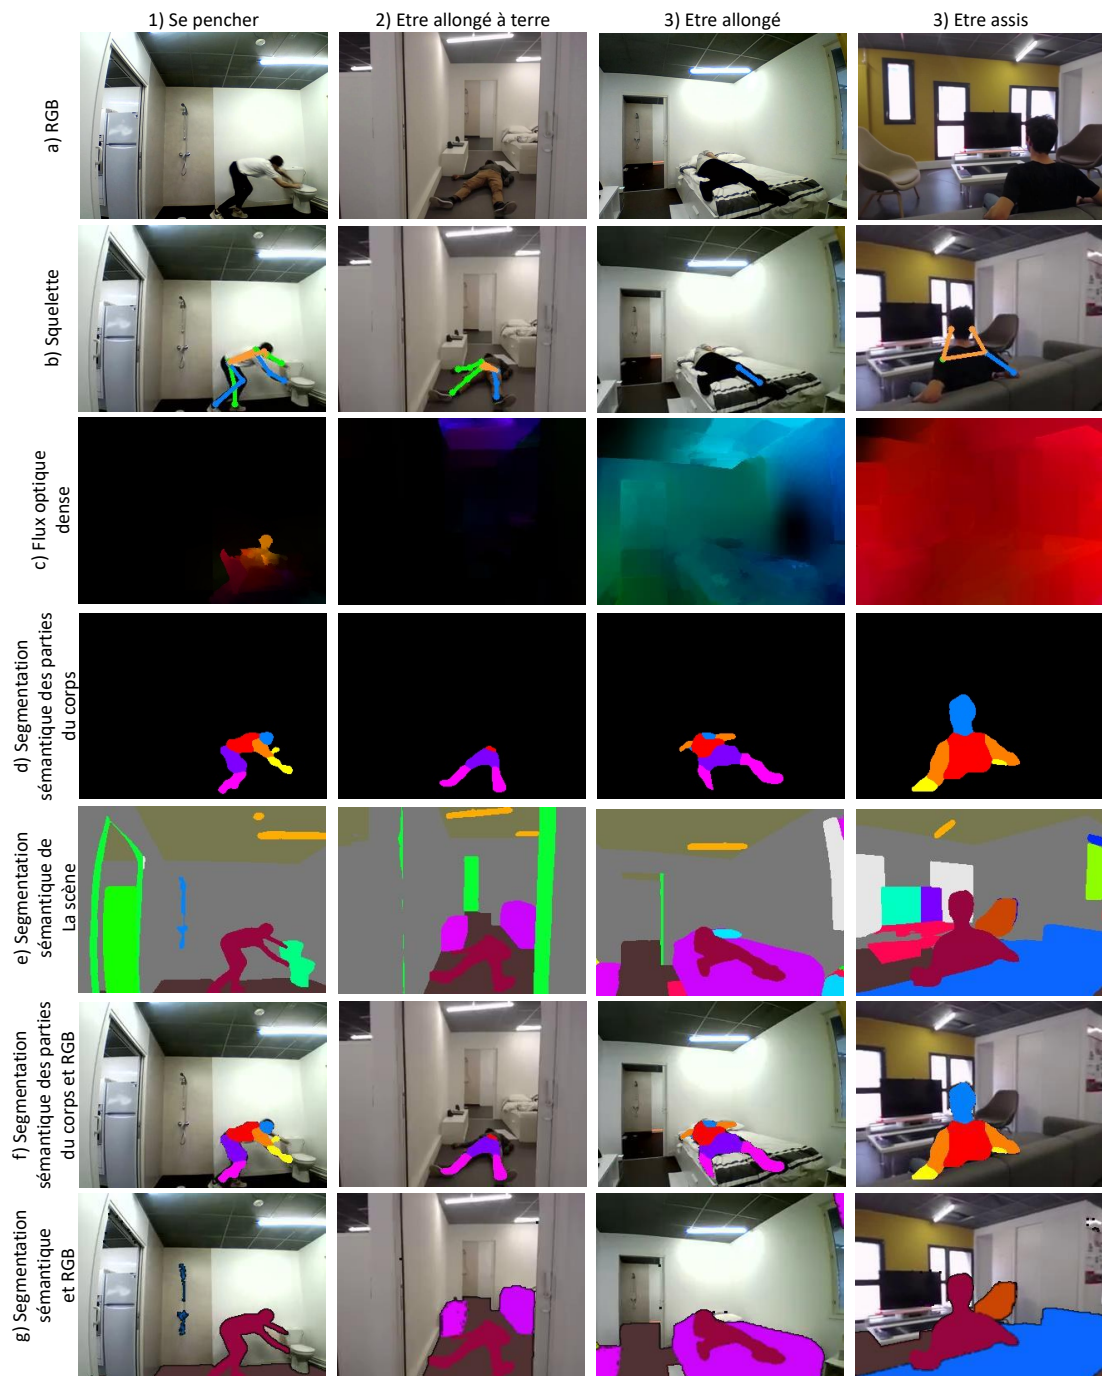 1) Se pencher
2) Etre allongé à terre
3) Etre allongé
3) Etre assis
a) RGB
b) Squelette
c) Flux optique
dense
d) Segmentation
sémantique des parties
du corps
e) Segmentation
sémantique de
La scène
f) Segmentation
sémantique des parties
du corps et RGB
g) Segmentation
sémantique
et RGB